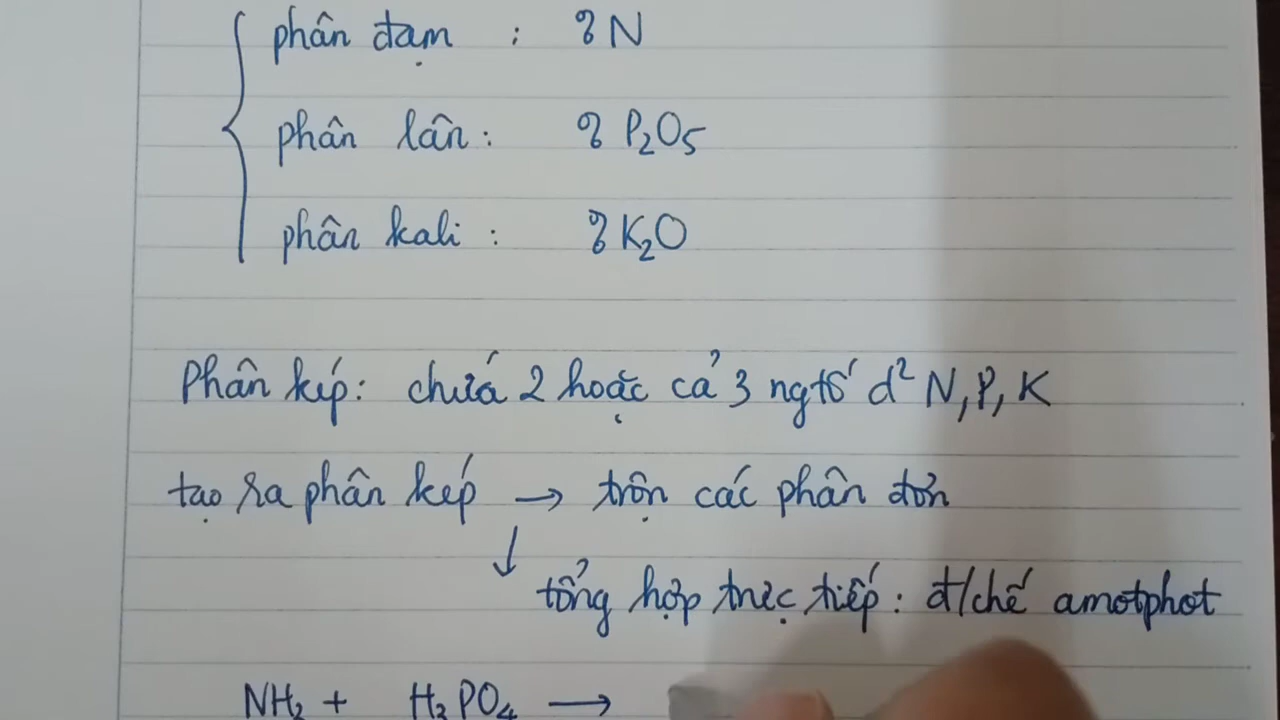 phân đạm : % N
phân lân : % P₂O₅
phân kali : % K₂O
Phân kép : chứa 2 hoặc cả 3 ng tố d² N, P, K
tạo ra phân kép → trộn các phân đơn
↓
tổng hợp trực tiếp : đ/chế amotphot
NH₃ + H₃PO₄ →